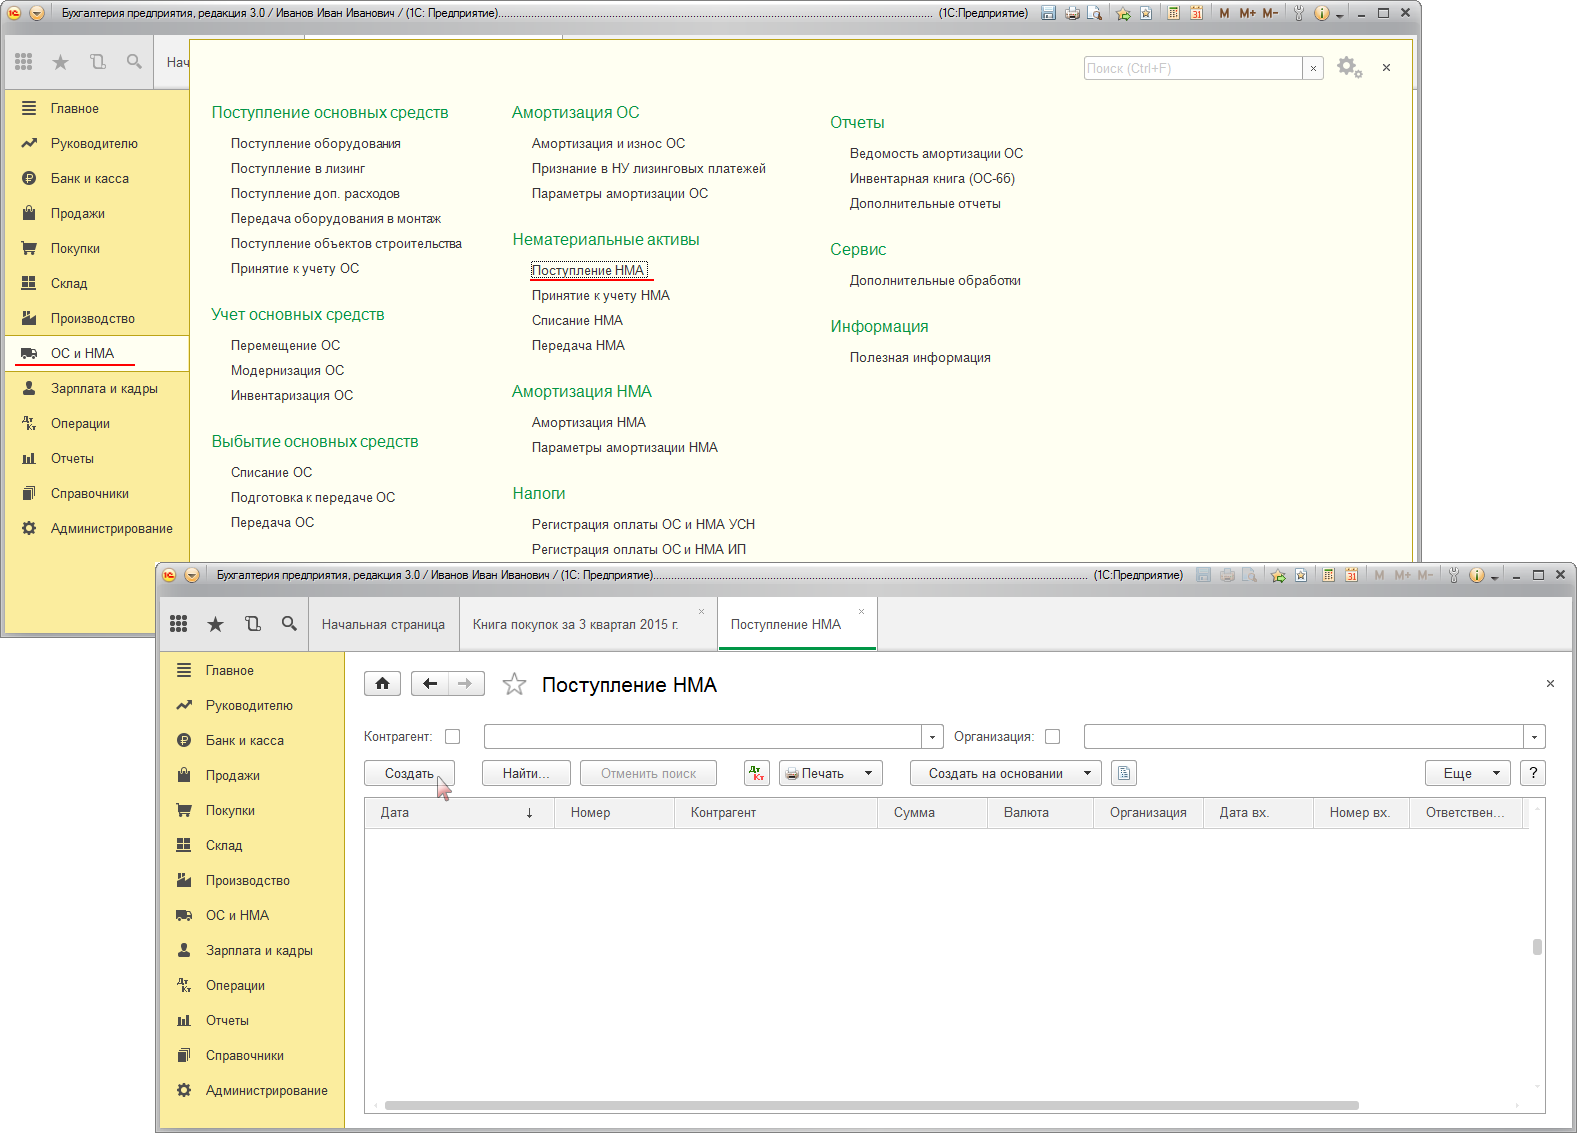 Бухгалтерия предприятия, редакция 3.0 / Иванов Иван Иванович / (1С: Предприятие)... (1С:Предприятие) M M+ M-
Нач
Поиск (Ctrl+F)
Главное
Руководителю
Банк и касса
Продажи
Покупки
Склад
Производство
ОС и НМА
Зарплата и кадры
Операции
Отчеты
Справочники
Администрирование
Поступление основных средств
Поступление оборудования
Поступление в лизинг
Поступление доп. расходов
Передача оборудования в монтаж
Поступление объектов строительства
Принятие к учету ОС
Учет основных средств
Перемещение ОС
Модернизация ОС
Инвентаризация ОС
Выбытие основных средств
Списание ОС
Подготовка к передаче ОС
Передача ОС
Амортизация ОС
Амортизация и износ ОС
Признание в НУ лизинговых платежей
Параметры амортизации ОС
Нематериальные активы
Поступление НМА
Принятие к учету НМА
Списание НМА
Передача НМА
Амортизация НМА
Амортизация НМА
Параметры амортизации НМА
Налоги
Регистрация оплаты ОС и НМА УСН
Регистрация оплаты ОС и НМА ИП
Отчеты
Ведомость амортизации ОС
Инвентарная книга (ОС-6б)
Дополнительные отчеты
Сервис
Дополнительные обработки
Информация
Полезная информация
Бухгалтерия предприятия, редакция 3.0 / Иванов Иван Иванович / (1С: Предприятие)... (1С:Предприятие) M M+ M-
Начальная страница Книга покупок за 3 квартал 2015 г. Поступление НМА
Главное
Руководителю
Банк и касса
Продажи
Покупки
Склад
Производство
ОС и НМА
Зарплата и кадры
Операции
Отчеты
Справочники
Администрирование
Поступление НМА
Контрагент: Организация:
Создать Найти... Отменить поиск Дт Кт Печать Создать на основании Еще ?
Дата Номер Контрагент Сумма Валюта Организация Дата вх. Номер вх. Ответствен...